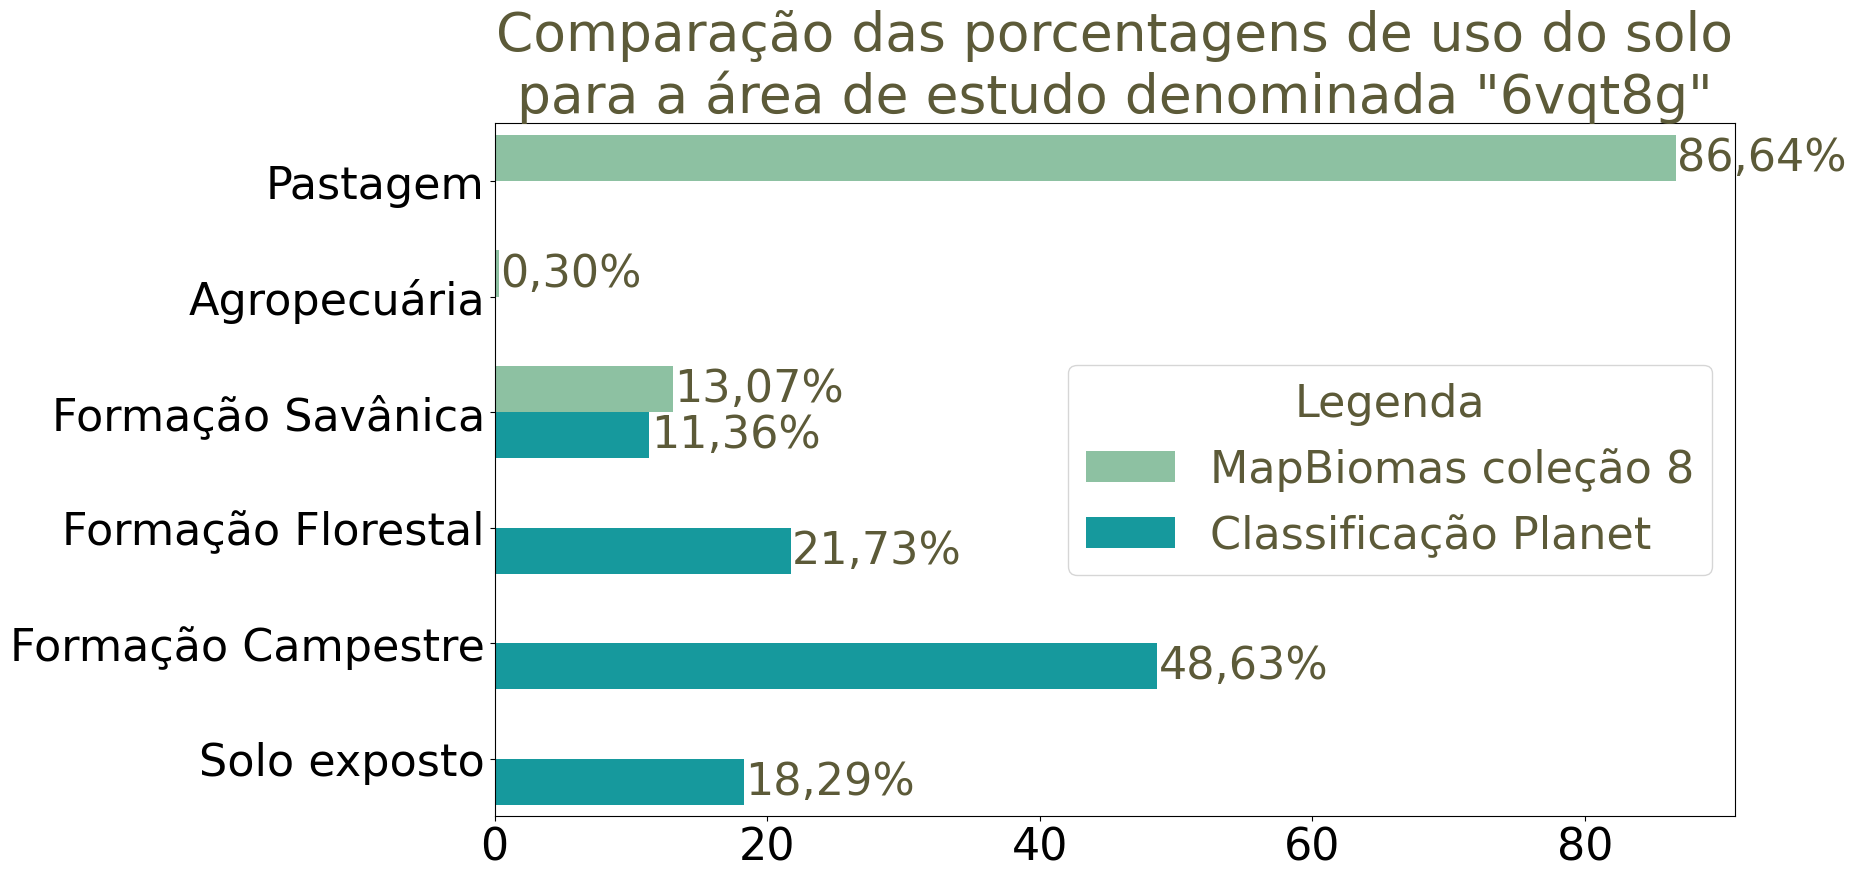 Comparação das porcentagens de uso do solo
para a área de estudo denominada "6vqt8g"
Pastagem
86,64%
Agropecuária
0,30%
Formação Savânica
13,07%
11,36%
Formação Florestal
21,73%
Formação Campestre
48,63%
Solo exposto
18,29%
Legenda
MapBiomas coleção 8
Classificação Planet
0 20 40 60 80